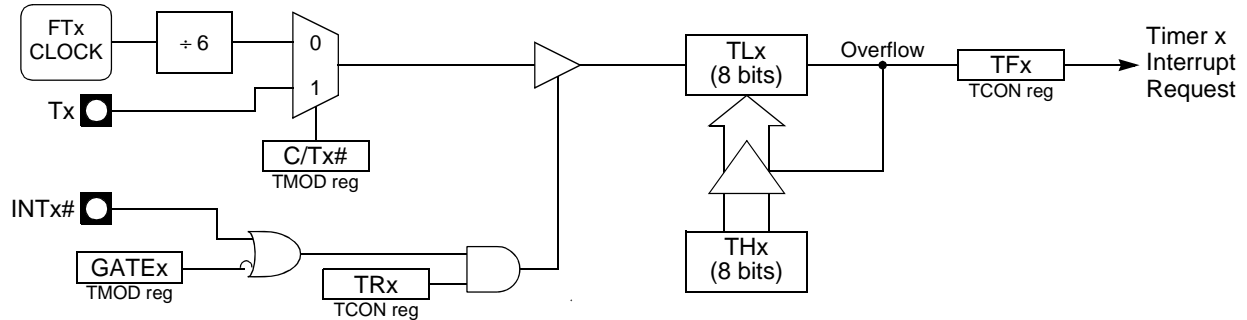 FTx
CLOCK
÷ 6
0
1
Tx
C/Tx#
TMOD reg
INTx#
GATEx
TMOD reg
TRx
TCON reg
TLx
(8 bits)
THx
(8 bits)
Overflow
TFx
TCON reg
Timer x
Interrupt
Request